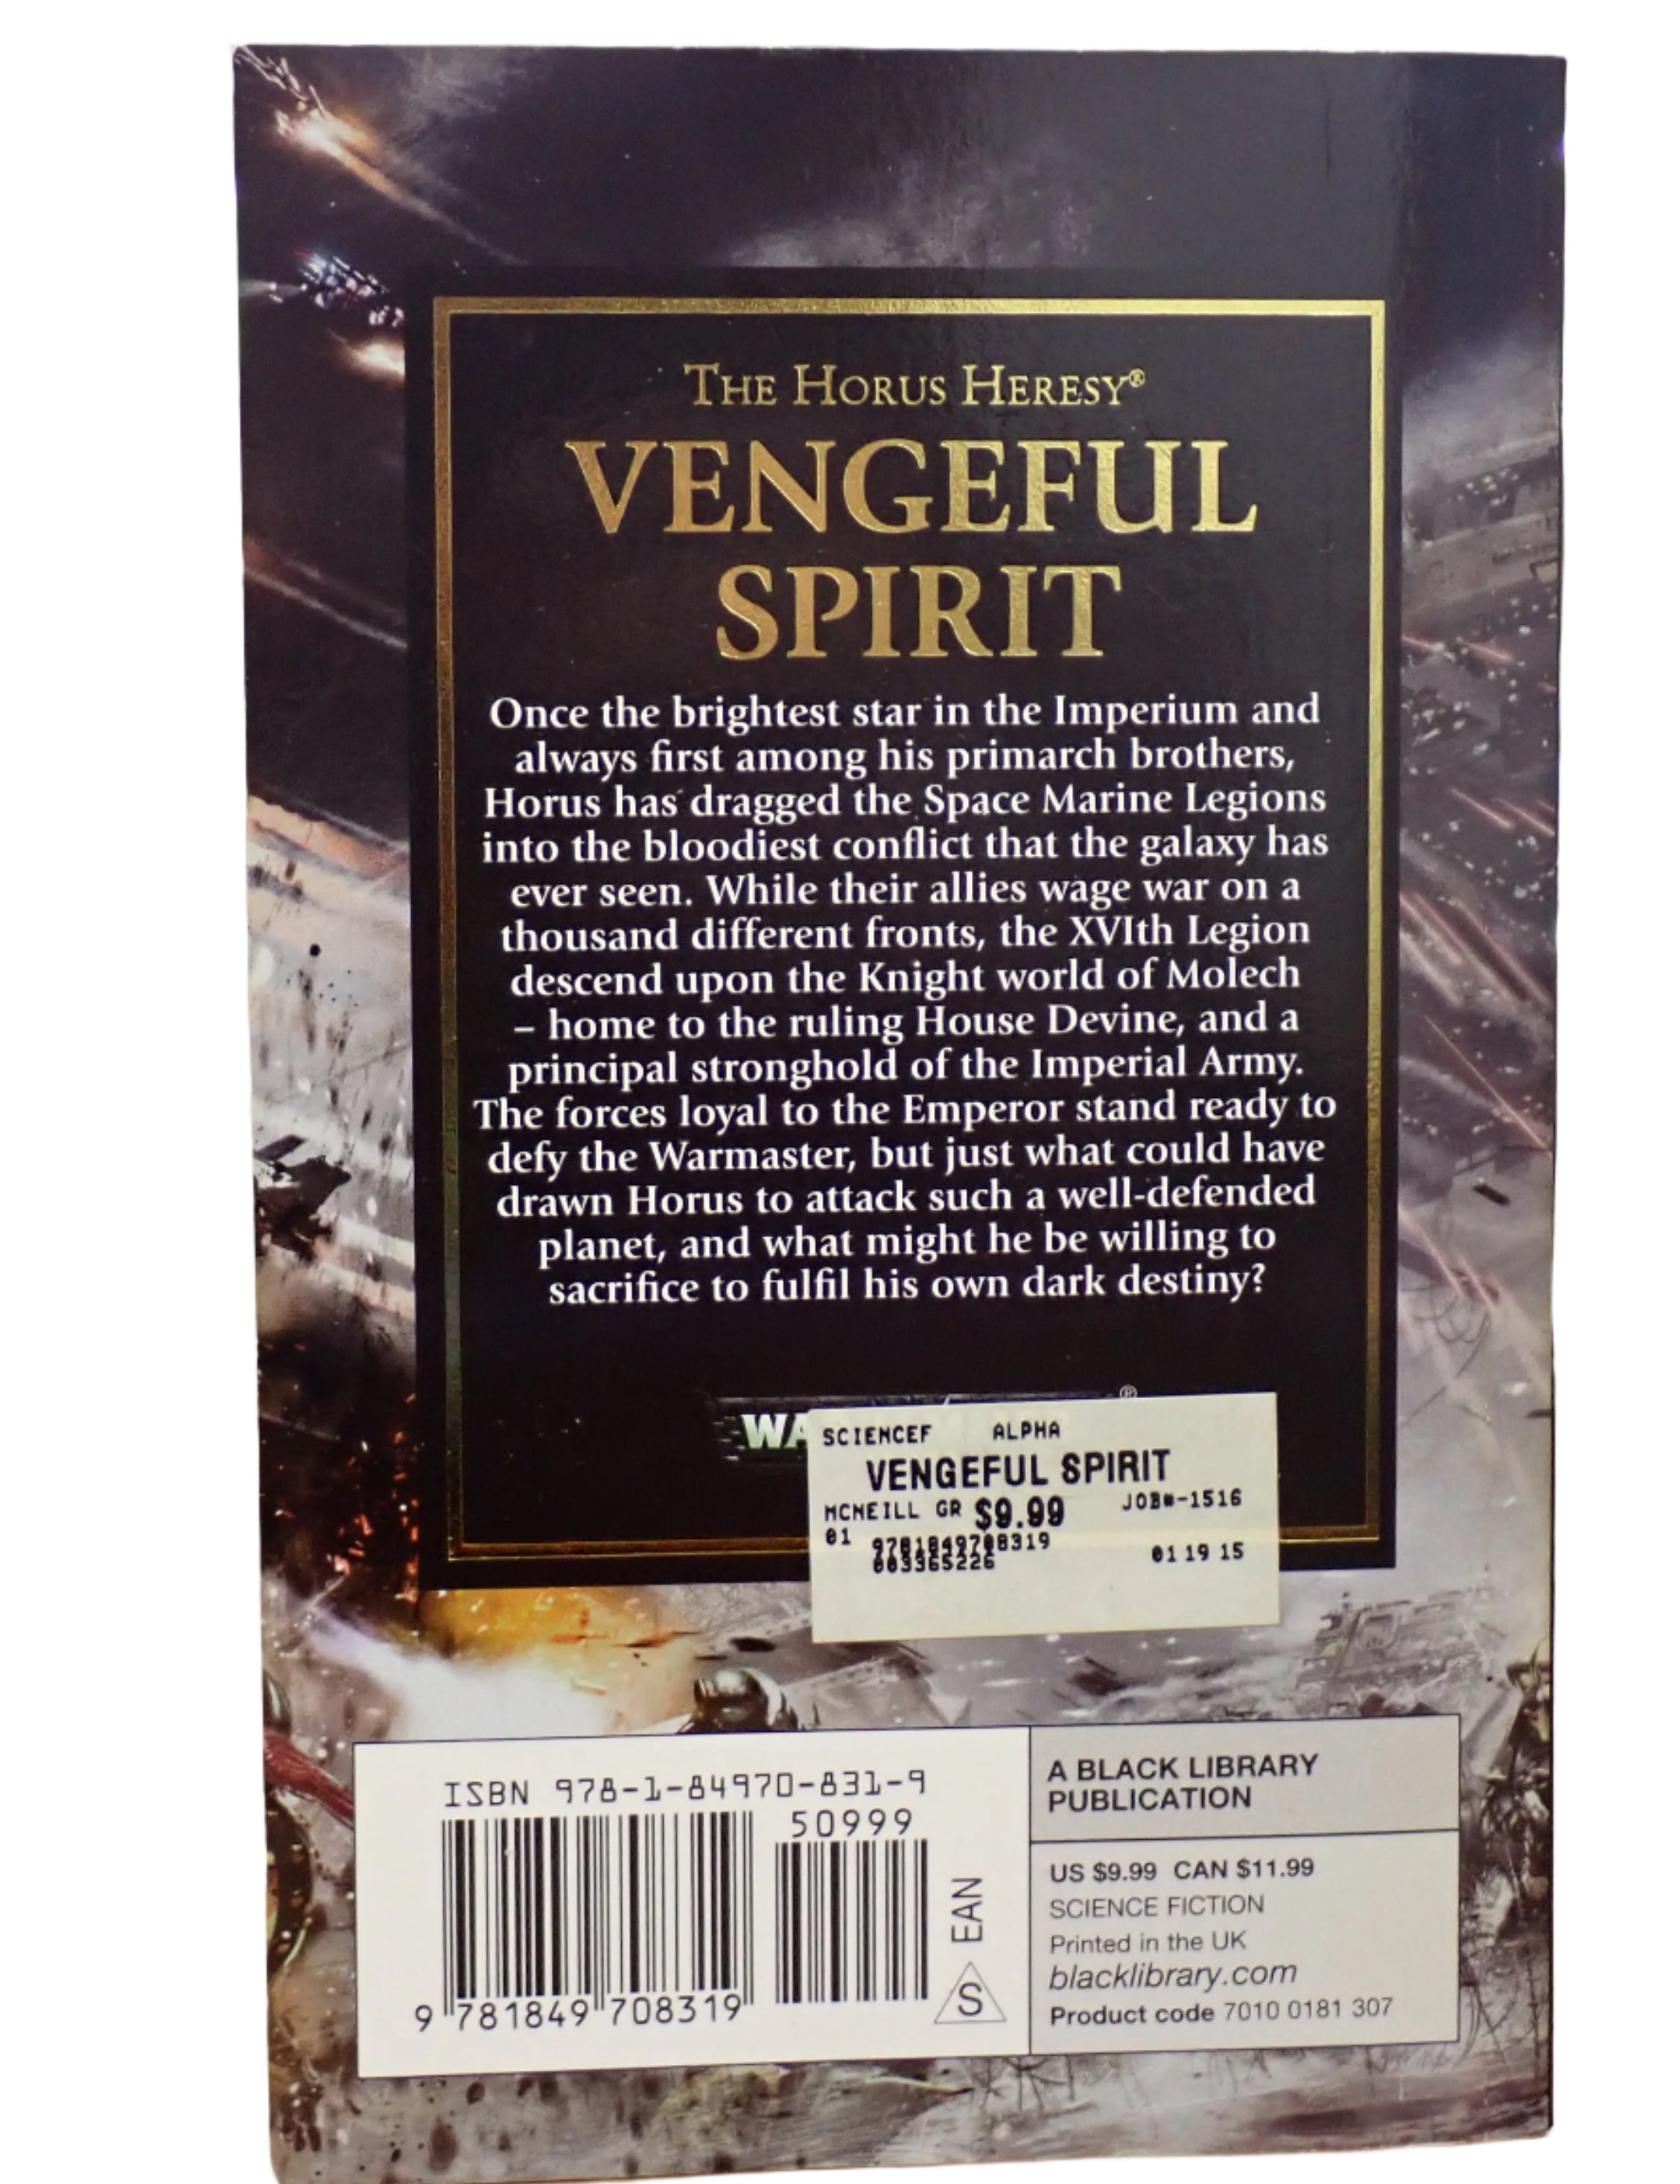 THE HORUS HERESY®
VENGEFUL
SPIRIT
Once the brightest star in the Imperium and
always first among his primarch brothers,
Horus has dragged the Space Marine Legions
into the bloodiest conflict that the galaxy has
ever seen. While their allies wage war on a
thousand different fronts, the XVIth Legion
descend upon the Knight world of Molech
– home to the ruling House Devine, and a
principal stronghold of the Imperial Army.
The forces loyal to the Emperor stand ready to
defy the Warmaster, but just what could have
drawn Horus to attack such a well-defended
planet, and what might he be willing to
sacrifice to fulfil his own dark destiny?
®
SCIENCEF ALPHA
VENGEFUL SPIRIT
MCNEILL GR $9.99 JOB#-1516
01 9781849708319
003365226 01 19 15
ISBN 978-1-84970-831-9
50999
9 781849 708319
EAN
S
A BLACK LIBRARY
PUBLICATION
US $9.99 CAN $11.99
SCIENCE FICTION
Printed in the UK
blacklibrary.com
Product code 7010 0181 307